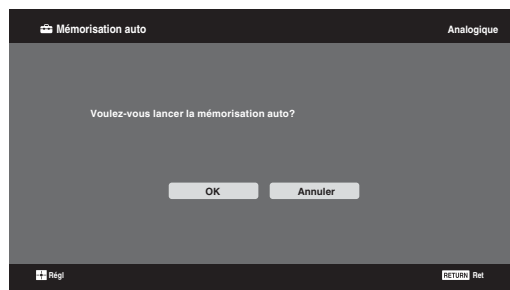 Mémorisation auto Analogique
Voulez-vous lancer la mémorisation auto?
OK Annuler
Régl RETURN Ret